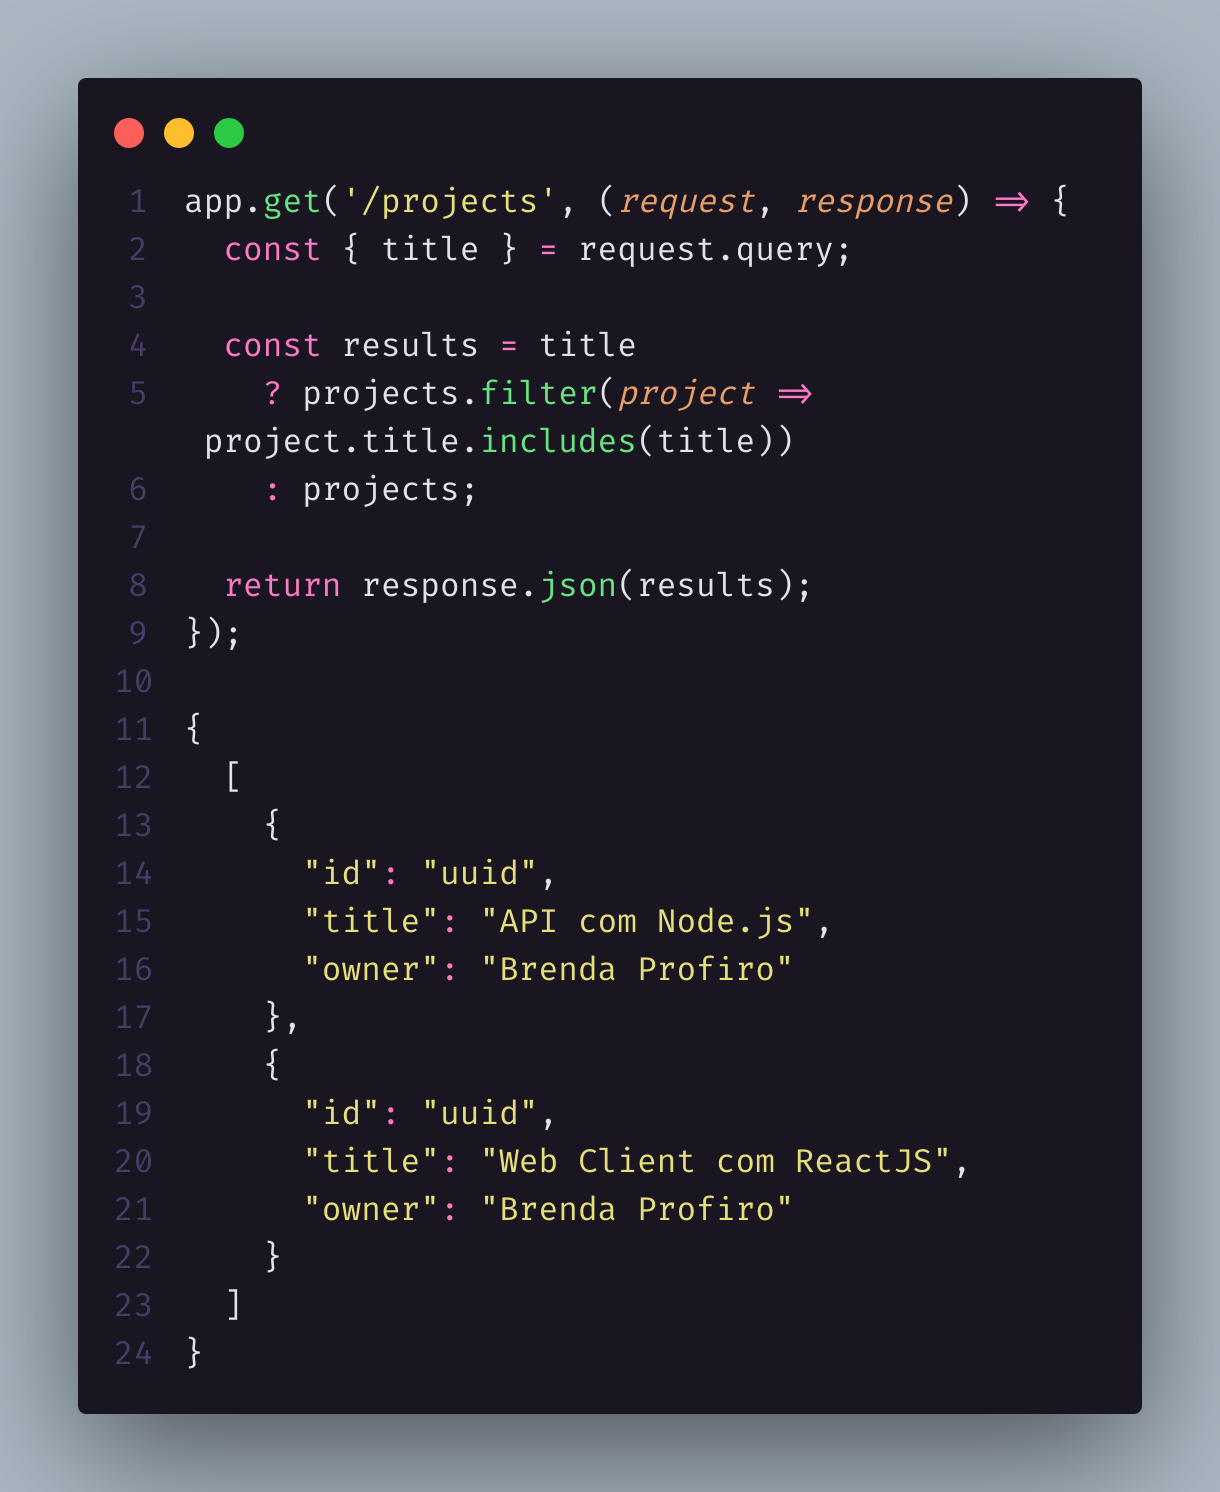 1 app.get('/projects', (request, response) => {
2   const { title } = request.query;
3
4   const results = title
5     ? projects.filter(project =>
 project.title.includes(title))
6     : projects;
7
8   return response.json(results);
9 });
10
11 {
12   [
13     {
14       "id": "uuid",
15       "title": "API com Node.js",
16       "owner": "Brenda Profiro"
17     },
18     {
19       "id": "uuid",
20       "title": "Web Client com ReactJS",
21       "owner": "Brenda Profiro"
22     }
23   ]
24 }